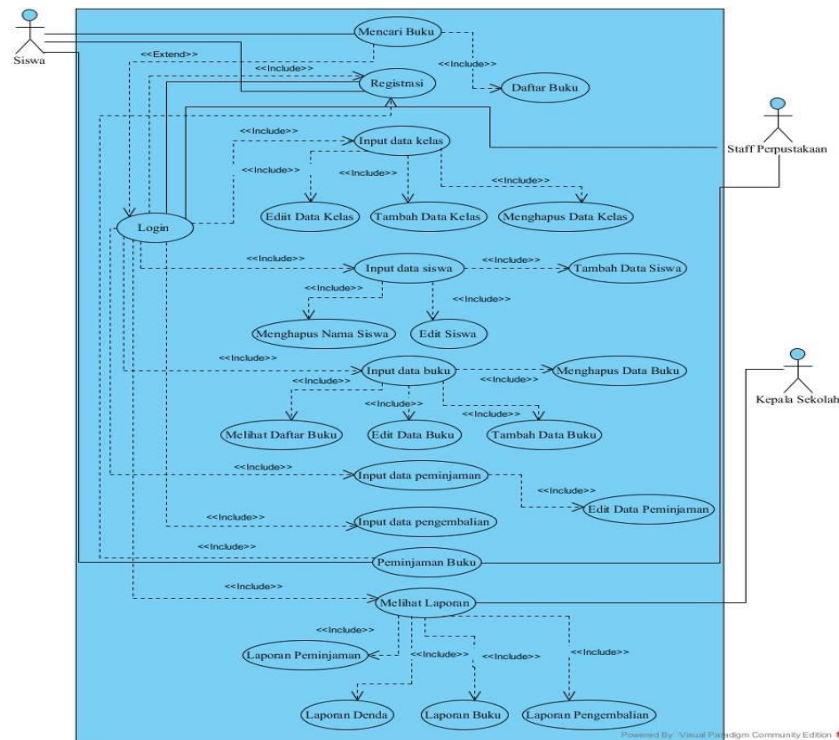 Mencari Buku
<<Extend>>
Siswa
<<Include>>
<<Include>>
Registrasi
Daftar Buku
<<Include>>
Input data kelas
Staff Perpustakaan
<<Include>>
<<Include>>
<<Include>>
Ediit Data Kelas
Tambah Data Kelas
Menghapus Data Kelas
Login
<<Include>>
Input data siswa
<<Include>>
Tambah Data Siswa
<<Include>>
<<Include>>
Menghapus Nama Siswa
Edit Siswa
<<Include>>
Input data buku
<<Include>>
Menghapus Data Buku
<<Include>>
<<Include>>
<<Include>>
Kepala Sekolah
Melihat Daftar Buku
Edit Data Buku
Tambah Data Buku
<<Include>>
Input data peminjaman
<<Include>>
Edit Data Peminjaman
<<Include>>
Input data pengembalian
<<Include>>
Peminjaman Buku
<<Include>>
Melihat Laporan
<<Include>>
Laporan Peminjaman
<<Include>>
<<Include>>
<<Include>>
Laporan Denda
Laporan Buku
Laporan Pengembalian
Powered By Visual Paradigm Community Edition